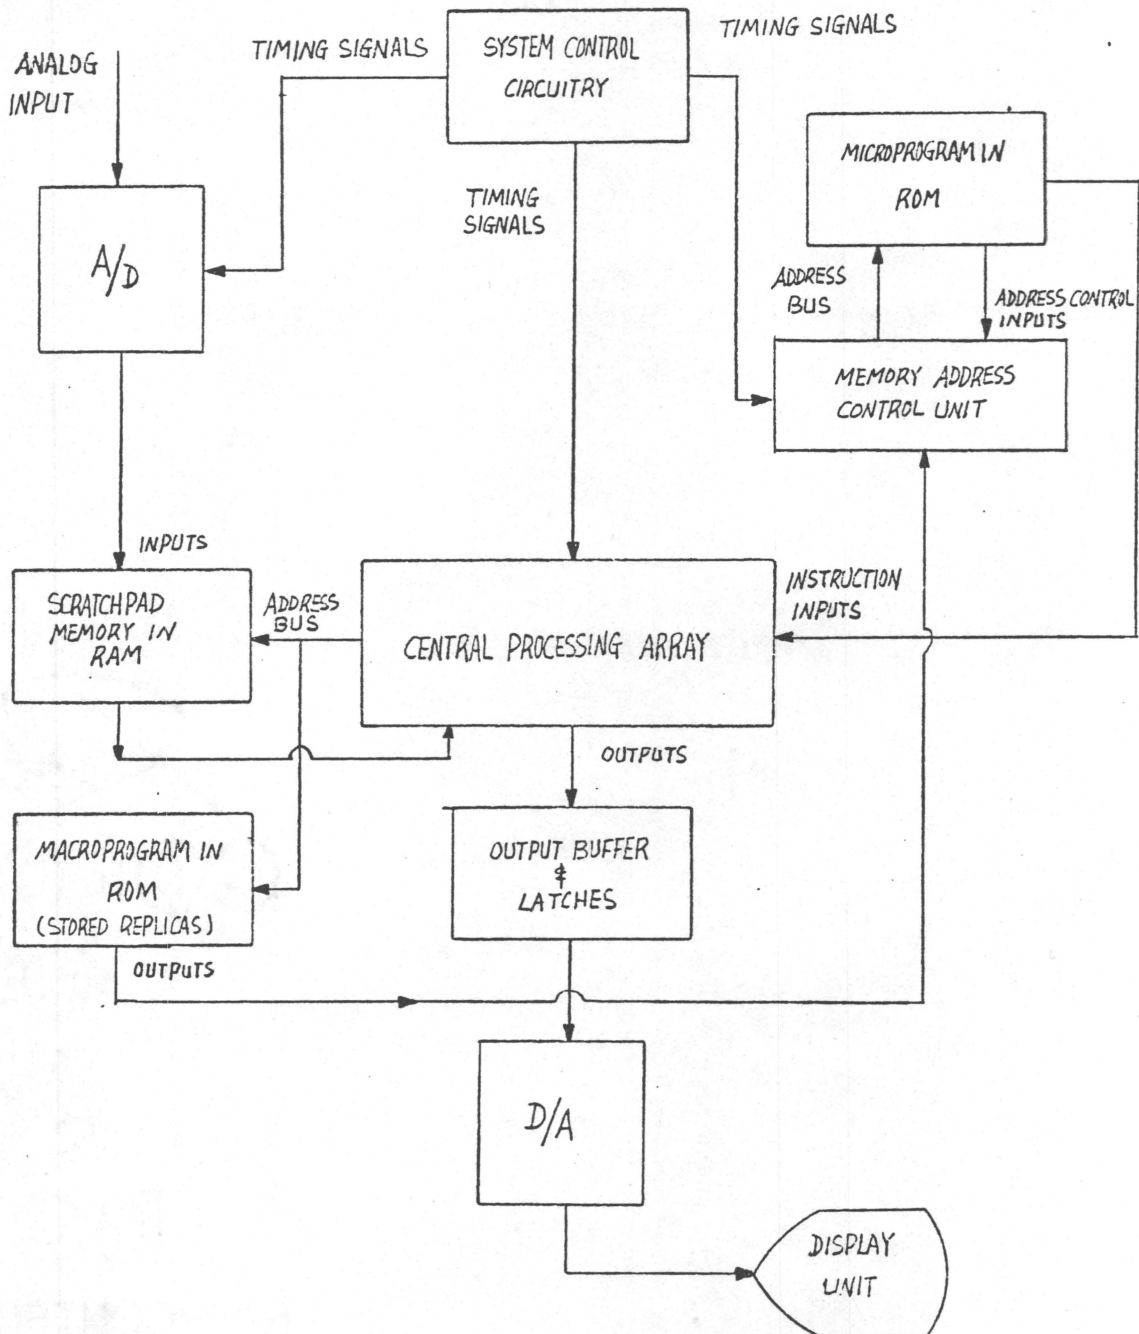 TIMING SIGNALS
SYSTEM CONTROL
CIRCUITRY
TIMING SIGNALS
ANALOG
INPUT
MICROPROGRAM IN
ROM
TIMING
SIGNALS
A/D
ADDRESS
BUS
ADDRESS CONTROL
INPUTS
MEMORY ADDRESS
CONTROL UNIT
INPUTS
SCRATCHPAD
MEMORY IN
RAM
ADDRESS
BUS
CENTRAL PROCESSING ARRAY
INSTRUCTION
INPUTS
OUTPUTS
MACROPROGRAM IN
ROM
(STORED REPLICAS)
OUTPUT BUFFER
&
LATCHES
OUTPUTS
D/A
DISPLAY
UNIT